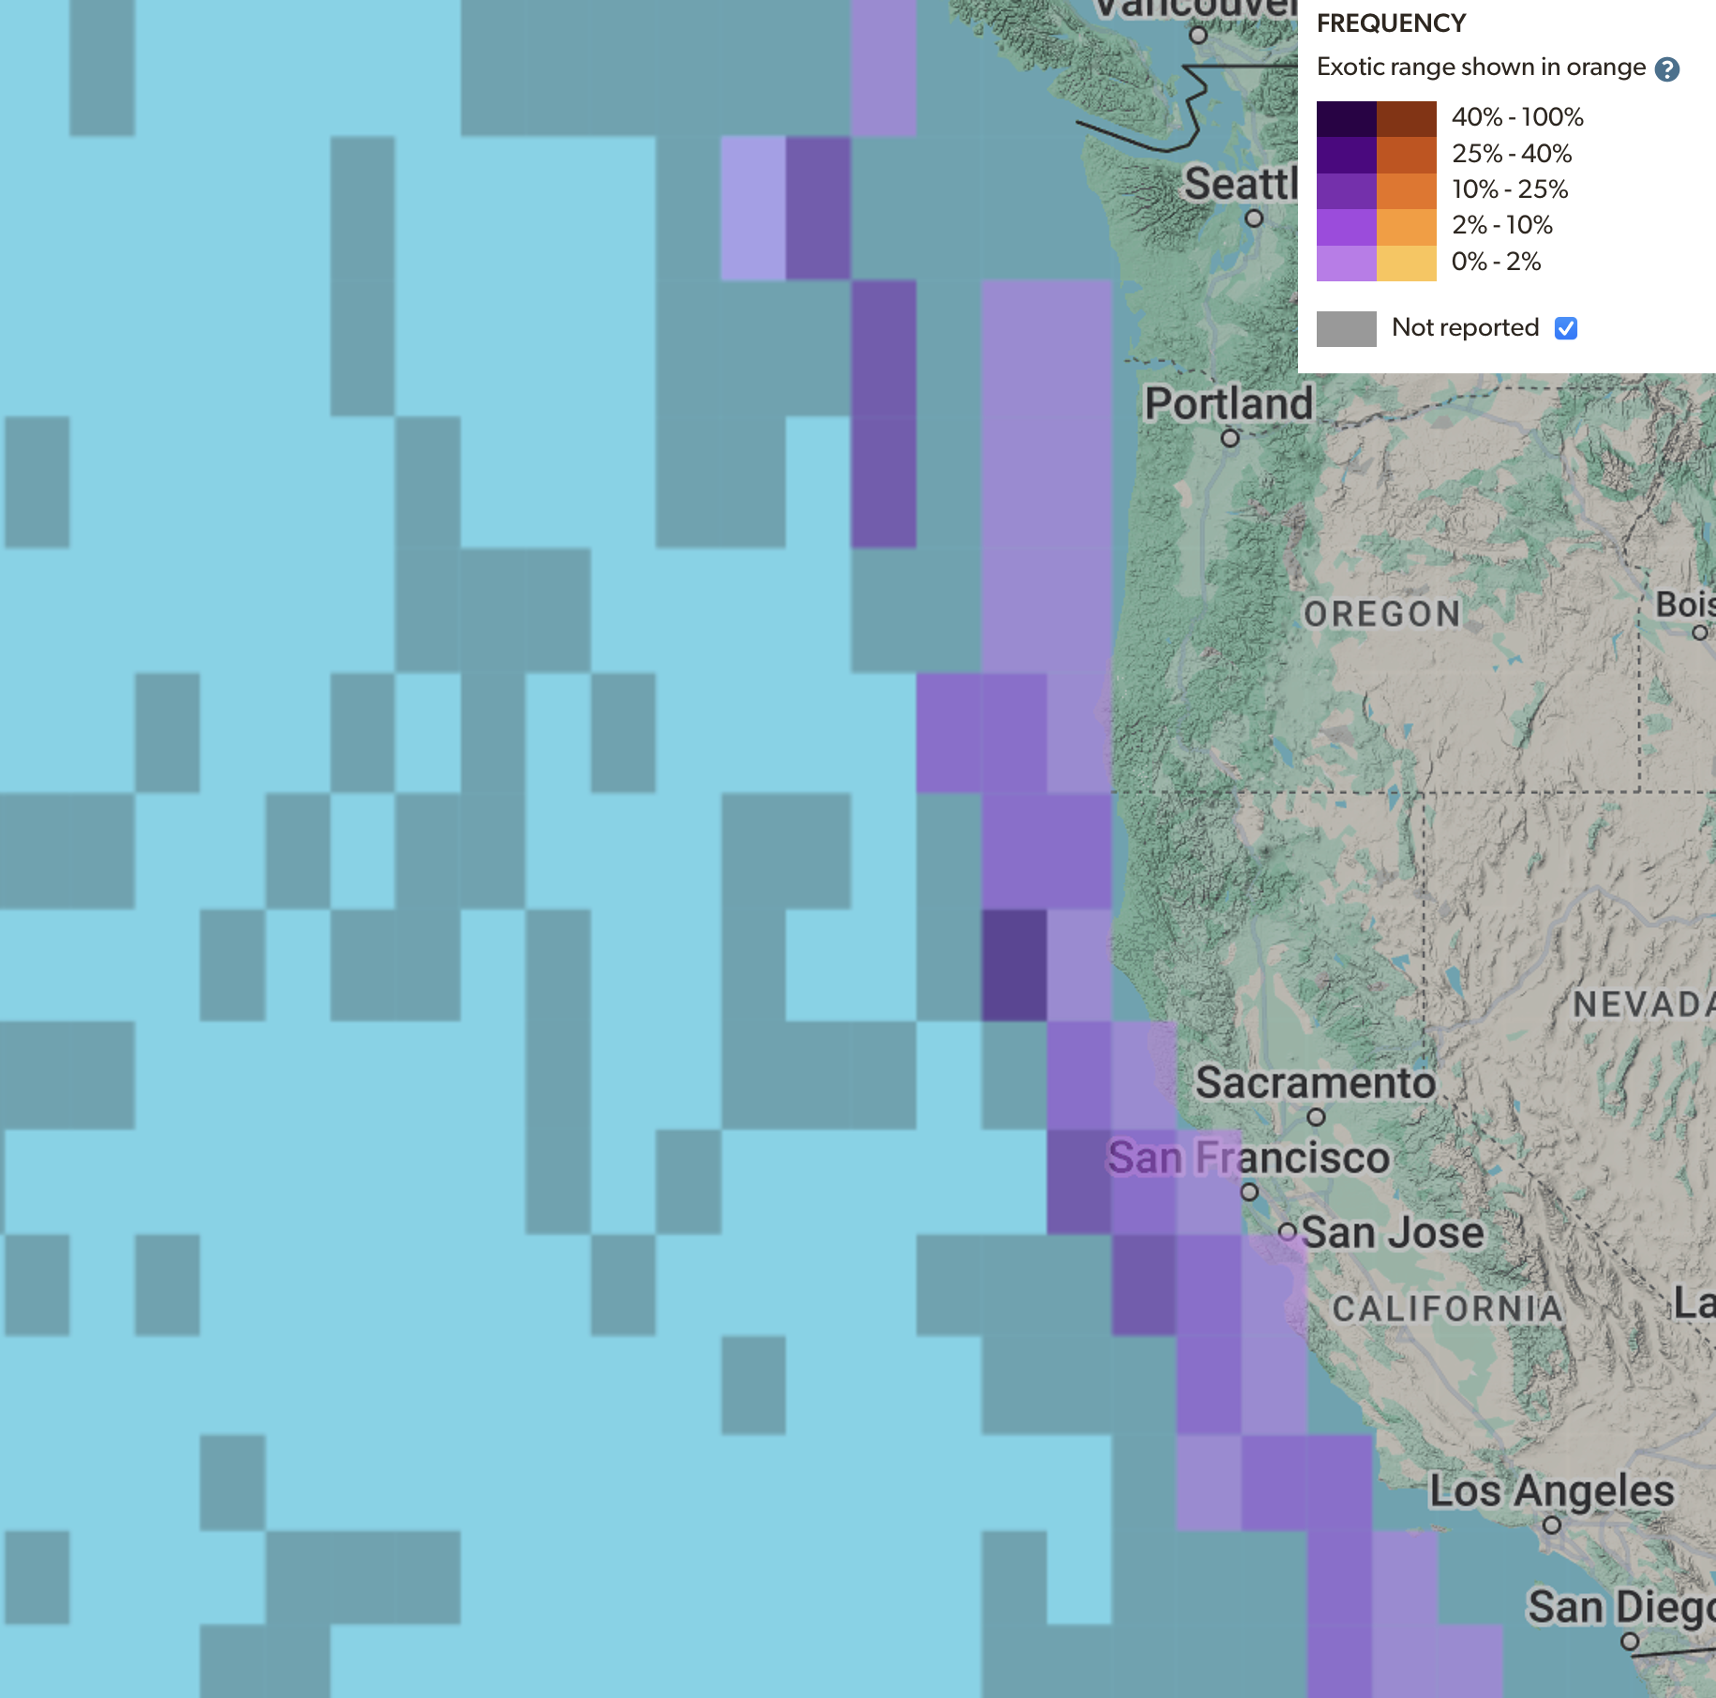 Vancouver
FREQUENCY
Exotic range shown in orange ?
40% - 100%
25% - 40%
10% - 25%
2% - 10%
0% - 2%
Not reported
Seattl
Portland
OREGON
Bois
NEVADA
Sacramento
San Francisco
San Jose
CALIFORNIA
La
Los Angeles
San Diego